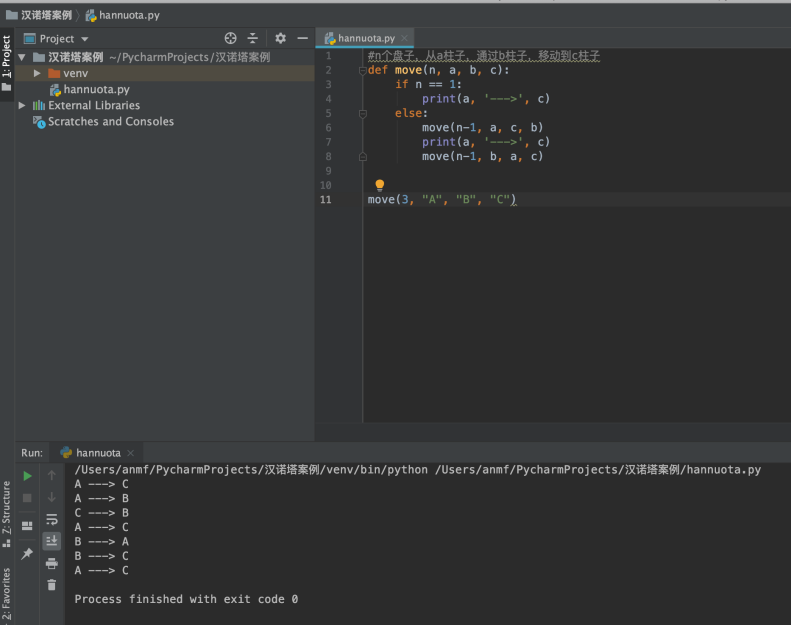 汉诺塔案例 hannuota.py
1: Project
Project
hannuota.py
汉诺塔案例 ~/PycharmProjects/汉诺塔案例
venv
hannuota.py
External Libraries
Scratches and Consoles
1 #n个盘子，从a柱子，通过b柱子，移动到c柱子
2 def move(n, a, b, c):
3     if n == 1:
4         print(a, '--->', c)
5     else:
6         move(n-1, a, c, b)
7         print(a, '--->', c)
8         move(n-1, b, a, c)
9
10
11 move(3, "A", "B", "C")
Run: hannuota
/Users/anmf/PycharmProjects/汉诺塔案例/venv/bin/python /Users/anmf/PycharmProjects/汉诺塔案例/hannuota.py
A ---> C
A ---> B
C ---> B
A ---> C
B ---> A
B ---> C
A ---> C
Process finished with exit code 0
Z: Structure
2: Favorites